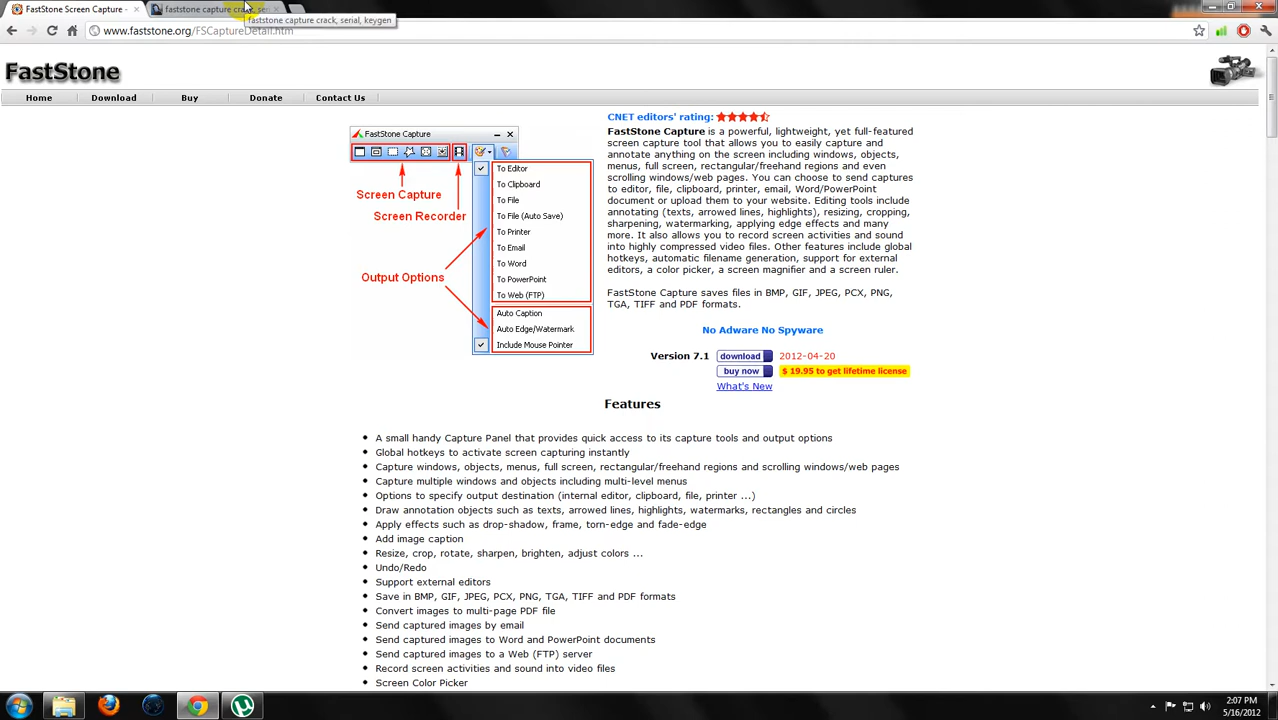 FastStone Screen Capture -
faststone capture crack, ser
faststone capture crack, serial, keygen
www.faststone.org/FSCaptureDetail.htm
FastStone
Home
Download
Buy
Donate
Contact Us
FastStone Capture
Screen Capture
Screen Recorder
Output Options
To Editor
To Clipboard
To File
To File (Auto Save)
To Printer
To Email
To Word
To PowerPoint
To Web (FTP)
Auto Caption
Auto Edge/Watermark
Include Mouse Pointer
CNET editors' rating:
FastStone Capture is a powerful, lightweight, yet full-featured
screen capture tool that allows you to easily capture and
annotate anything on the screen including windows, objects,
menus, full screen, rectangular/freehand regions and even
scrolling windows/web pages. You can choose to send captures
to editor, file, clipboard, printer, email, Word/PowerPoint
document or upload them to your website. Editing tools include
annotating (texts, arrowed lines, highlights), resizing, cropping,
sharpening, watermarking, applying edge effects and many
more. It also allows you to record screen activities and sound
into highly compressed video files. Other features include global
hotkeys, automatic filename generation, support for external
editors, a color picker, a screen magnifier and a screen ruler.
FastStone Capture saves files in BMP, GIF, JPEG, PCX, PNG,
TGA, TIFF and PDF formats.
No Adware No Spyware
Version 7.1 download 2012-04-20
buy now $ 19.95 to get lifetime license
What's New
Features
A small handy Capture Panel that provides quick access to its capture tools and output options
Global hotkeys to activate screen capturing instantly
Capture windows, objects, menus, full screen, rectangular/freehand regions and scrolling windows/web pages
Capture multiple windows and objects including multi-level menus
Options to specify output destination (internal editor, clipboard, file, printer ...)
Draw annotation objects such as texts, arrowed lines, highlights, watermarks, rectangles and circles
Apply effects such as drop-shadow, frame, torn-edge and fade-edge
Add image caption
Resize, crop, rotate, sharpen, brighten, adjust colors ...
Undo/Redo
Support external editors
Save in BMP, GIF, JPEG, PCX, PNG, TGA, TIFF and PDF formats
Convert images to multi-page PDF file
Send captured images by email
Send captured images to Word and PowerPoint documents
Send captured images to a Web (FTP) server
Record screen activities and sound into video files
Screen Color Picker
2:07 PM
5/16/2012